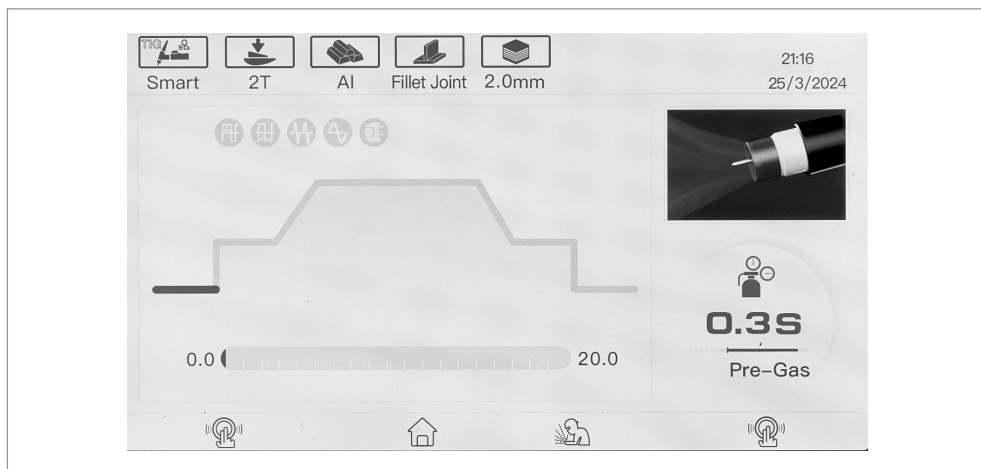 TIG
Smart
2T
Al
Fillet Joint
2.0mm
21:16
25/3/2024
0.0
20.0
0.3S
Pre-Gas